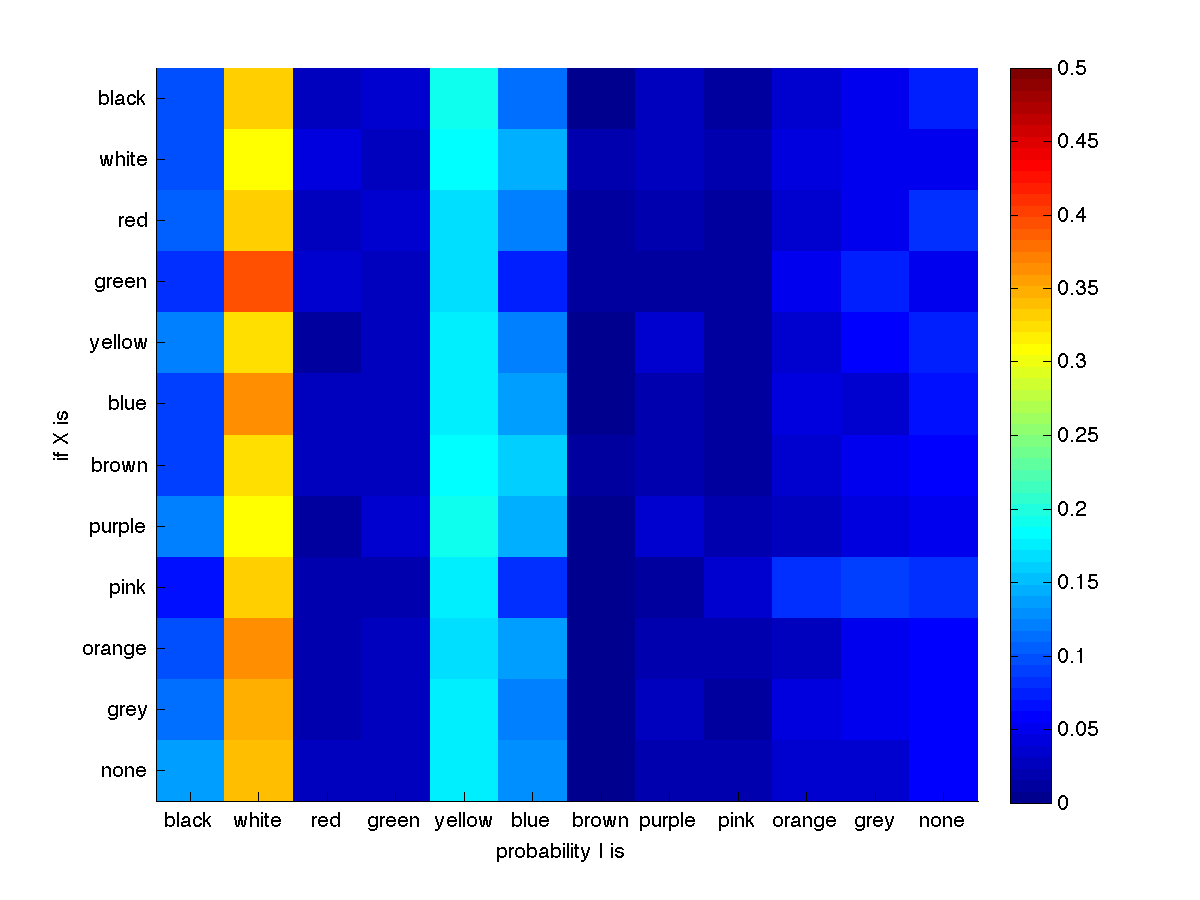 black
white
red
green
yellow
blue
brown
purple
pink
orange
grey
none
if X is
black white red green yellow blue brown purple pink orange grey none
probability I is
0.5
0.45
0.4
0.35
0.3
0.25
0.2
0.15
0.1
0.05
0